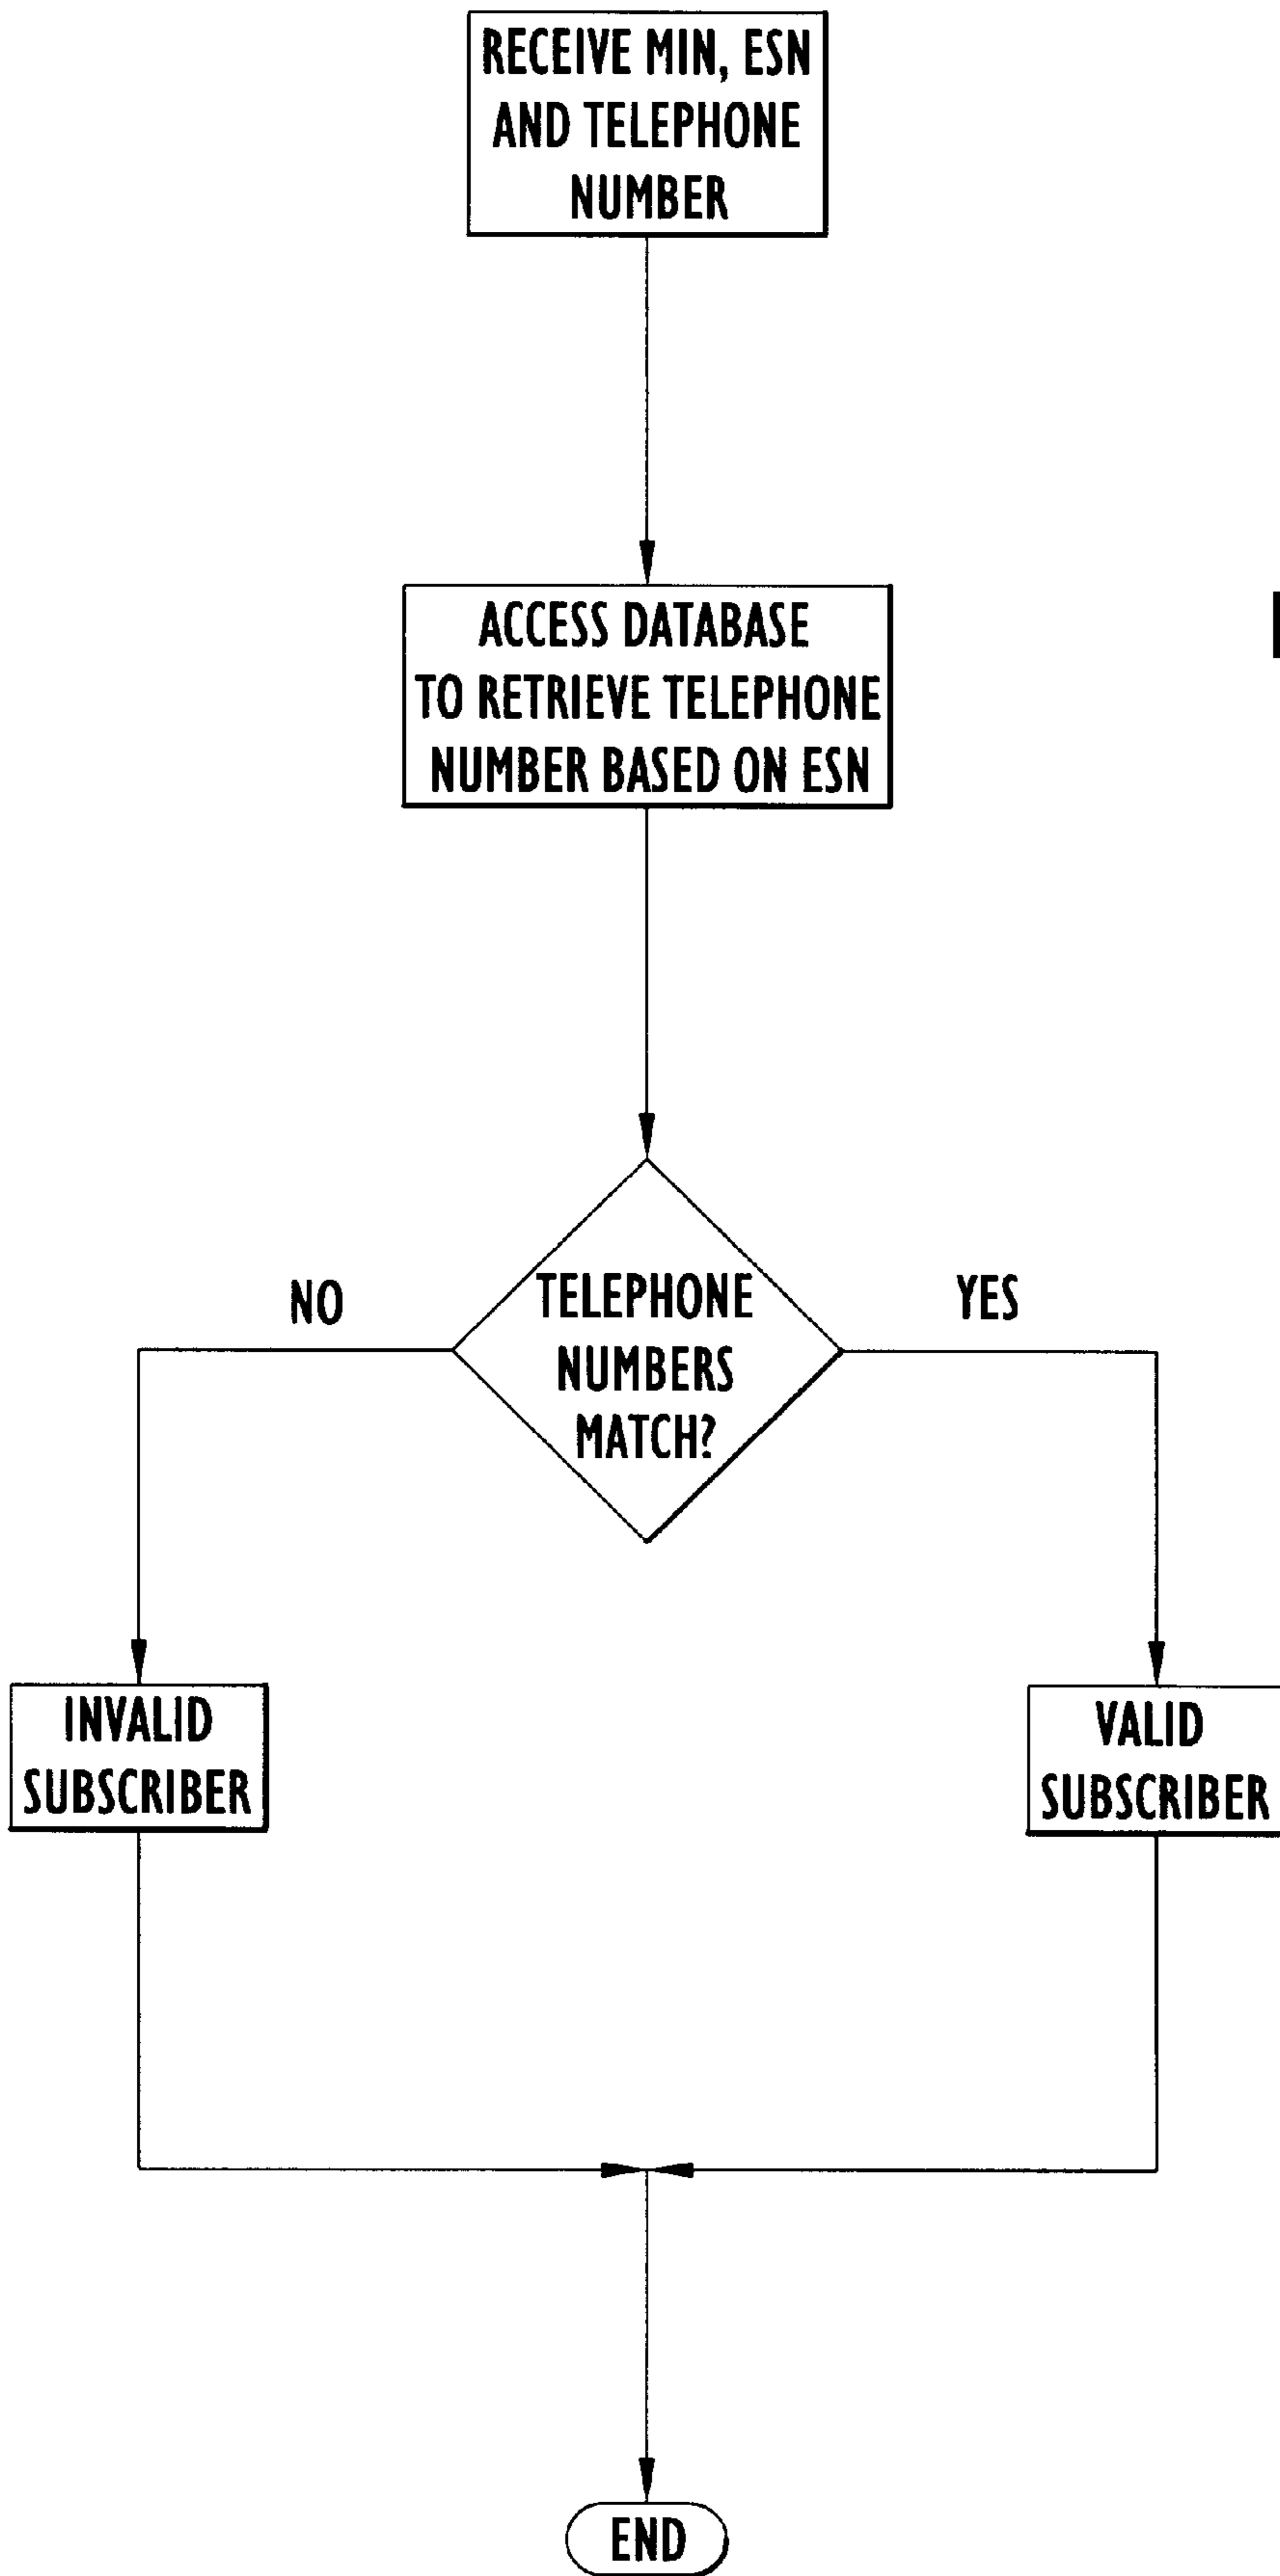 RECEIVE MIN, ESN
AND TELEPHONE
NUMBER
ACCESS DATABASE
TO RETRIEVE TELEPHONE
NUMBER BASED ON ESN
NO
TELEPHONE
NUMBERS
MATCH?
YES
INVALID
SUBSCRIBER
VALID
SUBSCRIBER
END